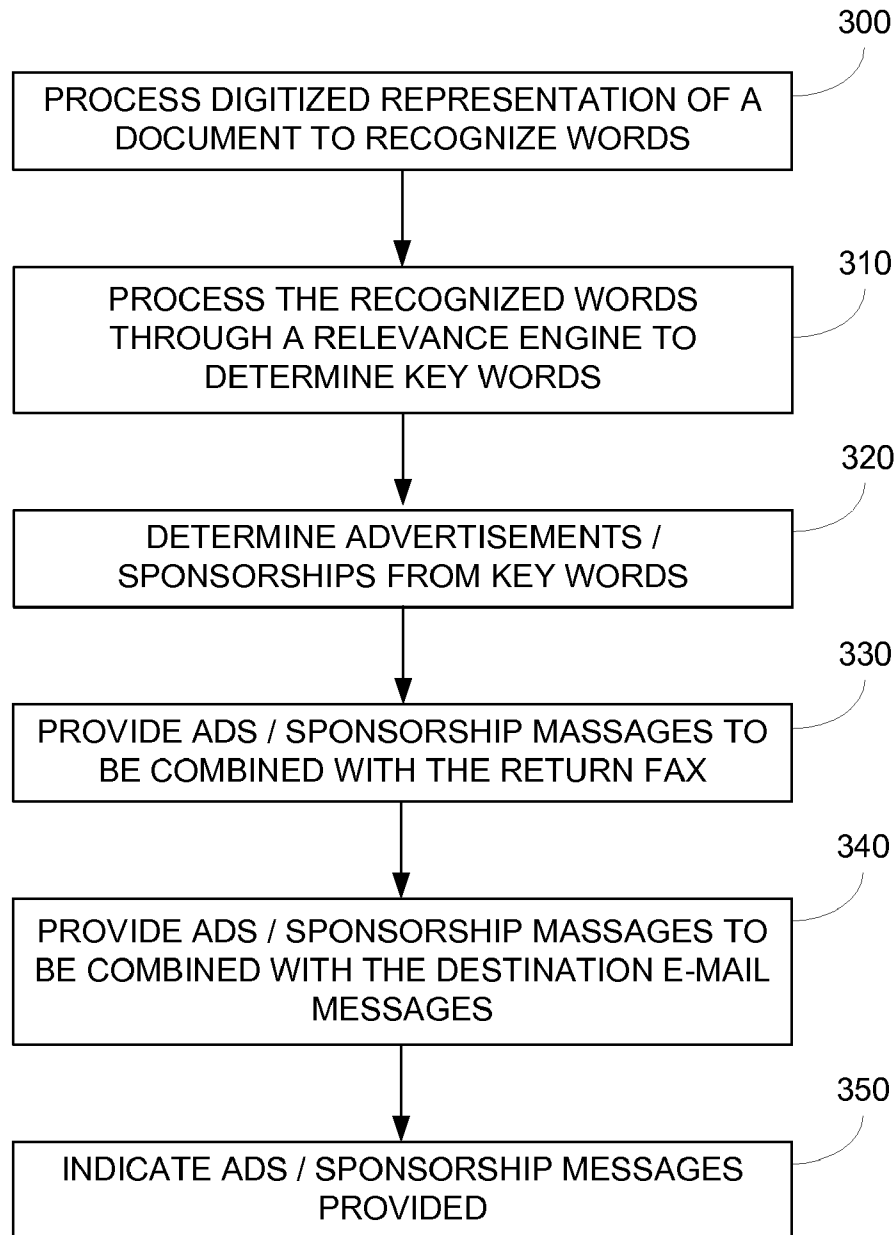 300
PROCESS DIGITIZED REPRESENTATION OF A
DOCUMENT TO RECOGNIZE WORDS
310
PROCESS THE RECOGNIZED WORDS
THROUGH A RELEVANCE ENGINE TO
DETERMINE KEY WORDS
320
DETERMINE ADVERTISEMENTS /
SPONSORSHIPS FROM KEY WORDS
330
PROVIDE ADS / SPONSORSHIP MASSAGES TO
BE COMBINED WITH THE RETURN FAX
340
PROVIDE ADS / SPONSORSHIP MASSAGES TO
BE COMBINED WITH THE DESTINATION E-MAIL
MESSAGES
350
INDICATE ADS / SPONSORSHIP MESSAGES
PROVIDED